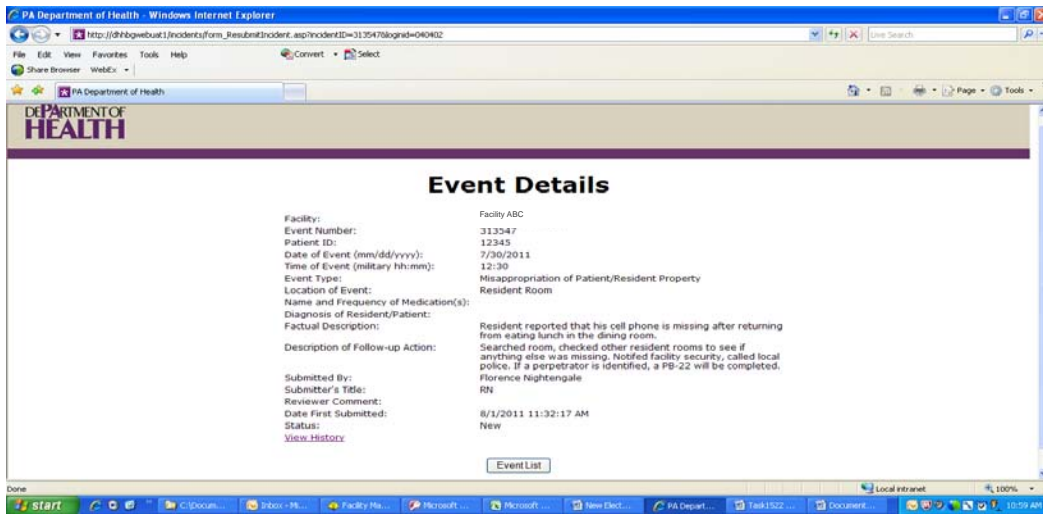 PA Department of Health - Windows Internet Explorer
http://dhhbgwebuat1/incidents/form_ResubmitIncident.asp?incidentID=313547&loginid=040402
Live Search
File Edit View Favorites Tools Help
Convert Select
Share Browser WebEx
PA Department of Health
Page Tools
DEPARTMENT OF
HEALTH
Event Details
Facility: Facility ABC
Event Number: 313547
Patient ID: 12345
Date of Event (mm/dd/yyyy): 7/30/2011
Time of Event (military hh:mm): 12:30
Event Type: Misappropriation of Patient/Resident Property
Location of Event: Resident Room
Name and Frequency of Medication(s):
Diagnosis of Resident/Patient:
Factual Description: Resident reported that his cell phone is missing after returning
from eating lunch in the dining room.
Description of Follow-up Action: Searched room, checked other resident rooms to see if
anything else was missing. Notifed facility security, called local
police. If a perpetrator is identified, a PB-22 will be completed.
Submitted By: Florence Nightengale
Submitter's Title: RN
Reviewer Comment:
Date First Submitted: 8/1/2011 11:32:17 AM
Status: New
View History
Event List
Done
Local intranet 100%
start C:\Docum... Inbox - M... Facility Ma... Microsoft ... Microsoft ... New Elect... PA Depart... Task1522 ... Document... 10:59 AM